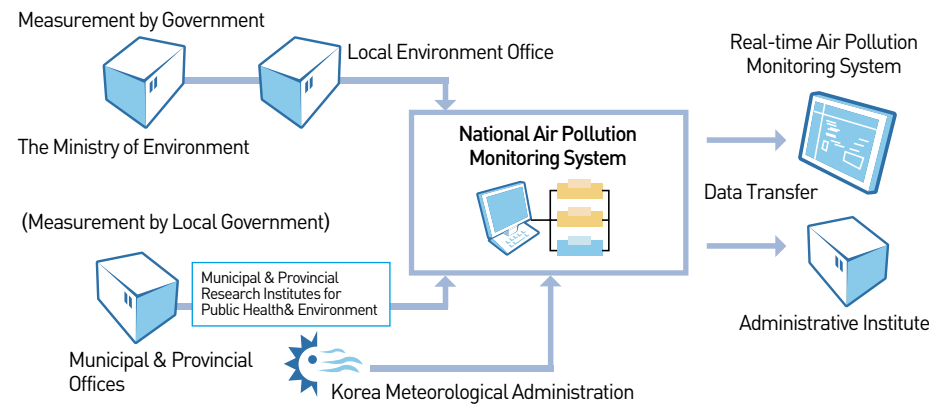 Measurement by Government
Local Environment Office
The Ministry of Environment
(Measurement by Local Government)
Municipal & Provincial
Research Institutes for
Public Health& Environment
Municipal & Provincial
Offices
Korea Meteorological Administration
National Air Pollution
Monitoring System
Real-time Air Pollution
Monitoring System
Data Transfer
Administrative Institute